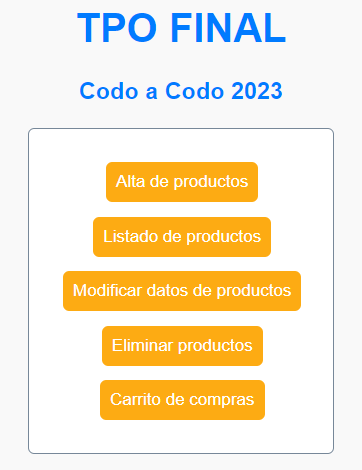 TPO FINAL
Codo a Codo 2023
Alta de productos
Listado de productos
Modificar datos de productos
Eliminar productos
Carrito de compras